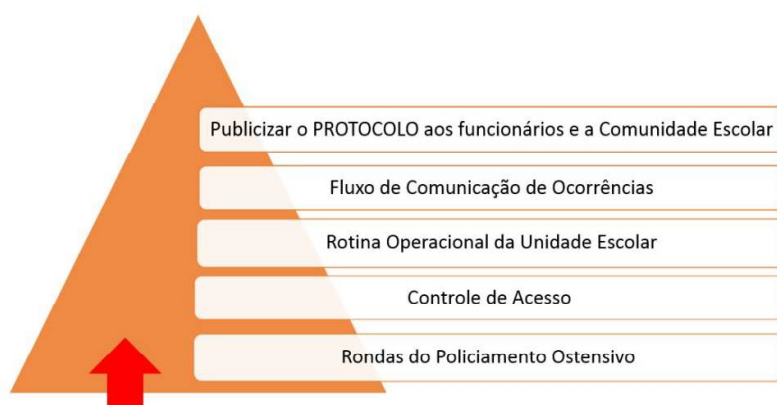 Publicizar o PROTOCOLO aos funcionários e a Comunidade Escolar
Fluxo de Comunicação de Ocorrências
Rotina Operacional da Unidade Escolar
Controle de Acesso
Rondas do Policiamento Ostensivo